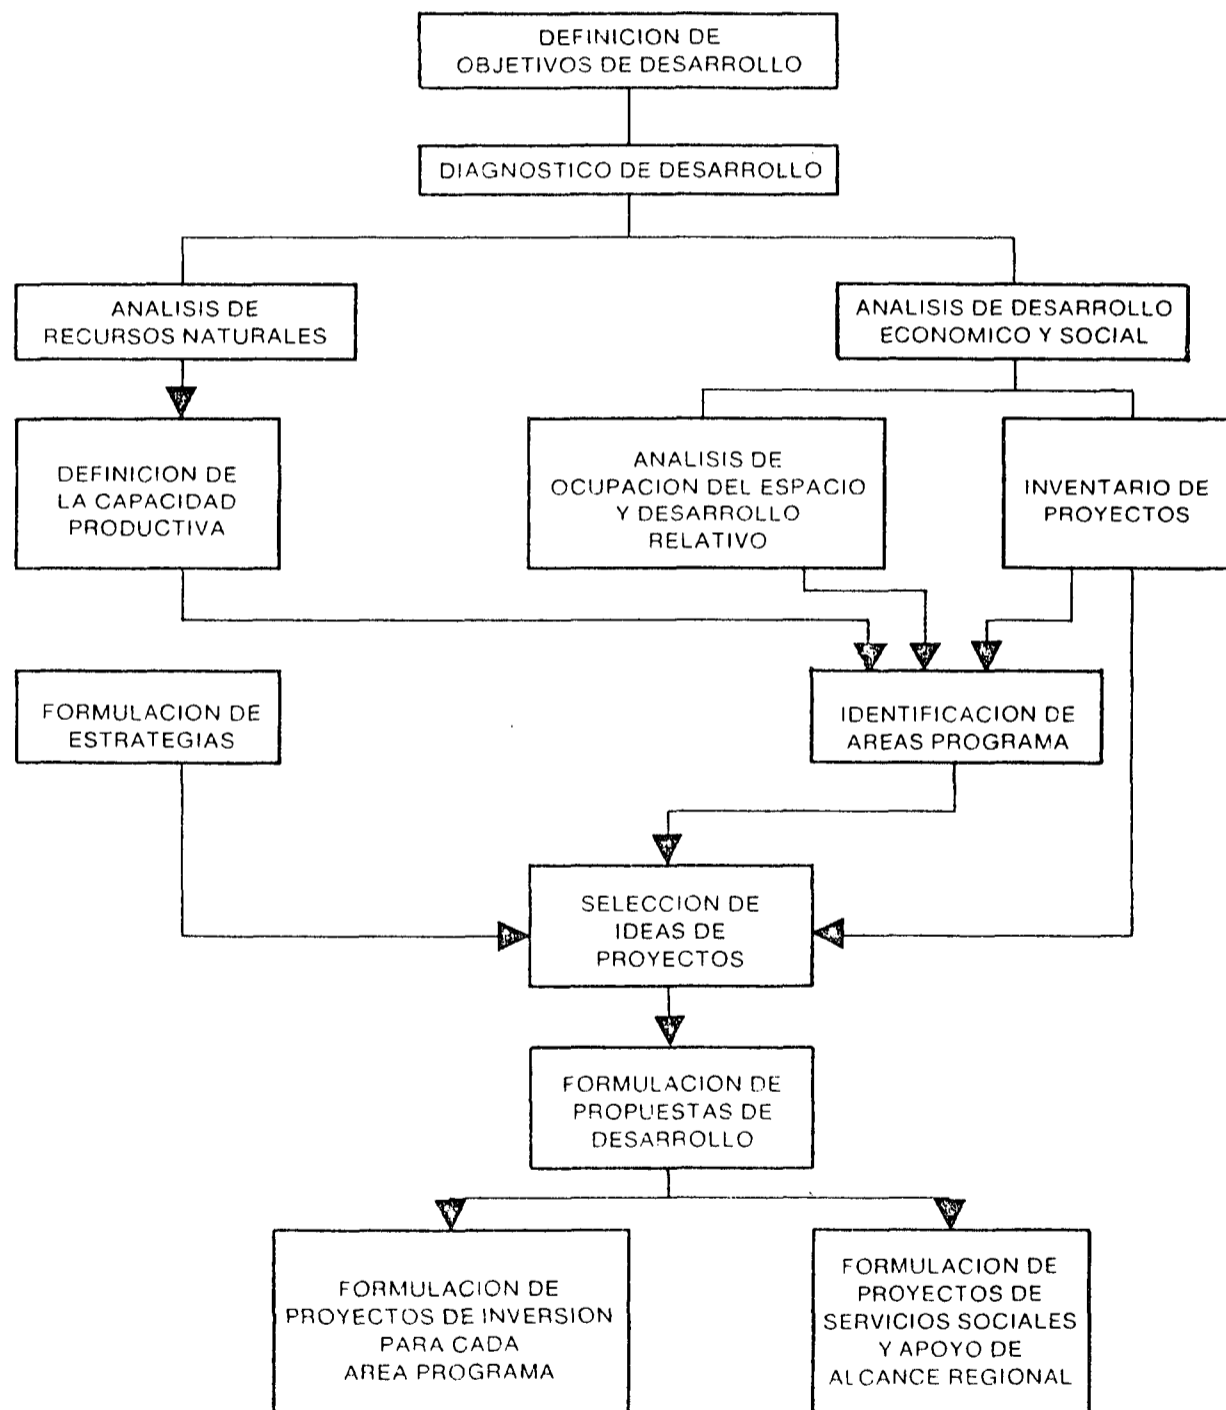 DEFINICION DE
OBJETIVOS DE DESARROLLO
DIAGNOSTICO DE DESARROLLO
ANALISIS DE
RECURSOS NATURALES
ANALISIS DE DESARROLLO
ECONOMICO Y SOCIAL
DEFINICION DE
LA CAPACIDAD
PRODUCTIVA
ANALISIS DE
OCUPACION DEL ESPACIO
Y DESARROLLO
RELATIVO
INVENTARIO DE
PROYECTOS
FORMULACION DE
ESTRATEGIAS
IDENTIFICACION DE
AREAS PROGRAMA
SELECCION DE
IDEAS DE
PROYECTOS
FORMULACION DE
PROPUESTAS DE
DESARROLLO
FORMULACION DE
PROYECTOS DE INVERSION
PARA CADA
AREA PROGRAMA
FORMULACION DE
PROYECTOS DE
SERVICIOS SOCIALES
Y APOYO DE
ALCANCE REGIONAL